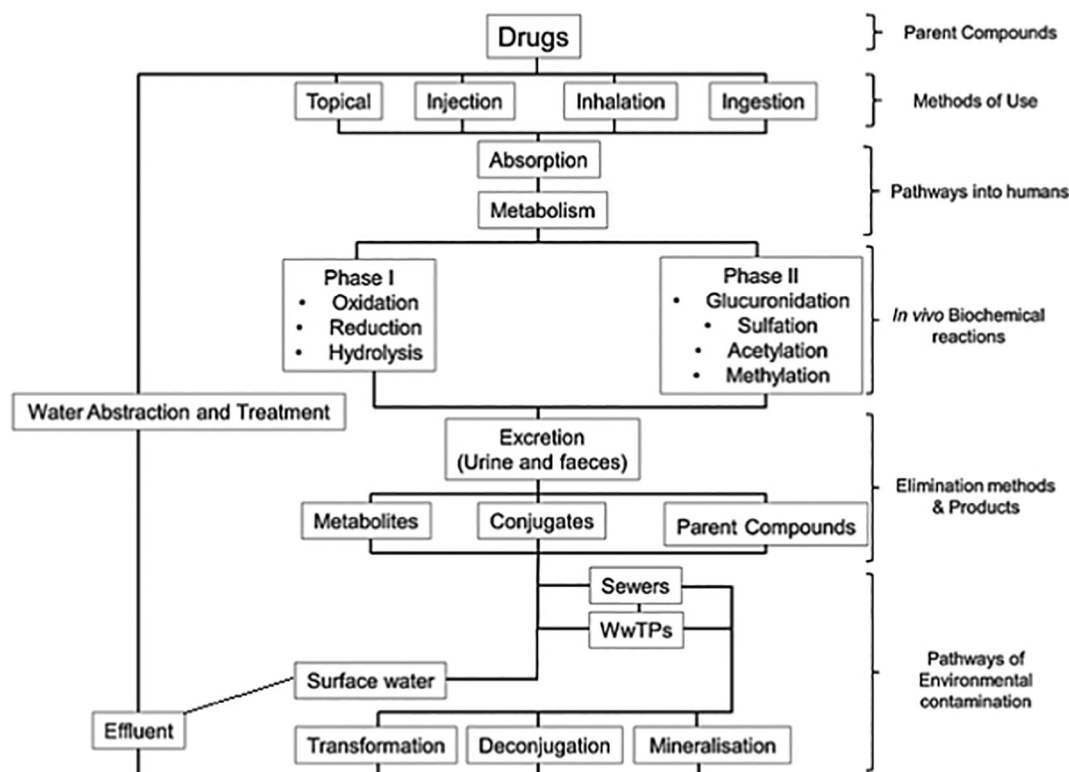 Drugs
Parent Compounds
Topical
Injection
Inhalation
Ingestion
Methods of Use
Absorption
Metabolism
Pathways into humans
Phase I
• Oxidation
• Reduction
• Hydrolysis
Phase II
• Glucuronidation
• Sulfation
• Acetylation
• Methylation
In vivo Biochemical
reactions
Water Abstraction and Treatment
Excretion
(Urine and faeces)
Metabolites
Conjugates
Parent Compounds
Elimination methods
& Products
Sewers
WwTPs
Surface water
Effluent
Transformation
Deconjugation
Mineralisation
Pathways of
Environmental
contamination